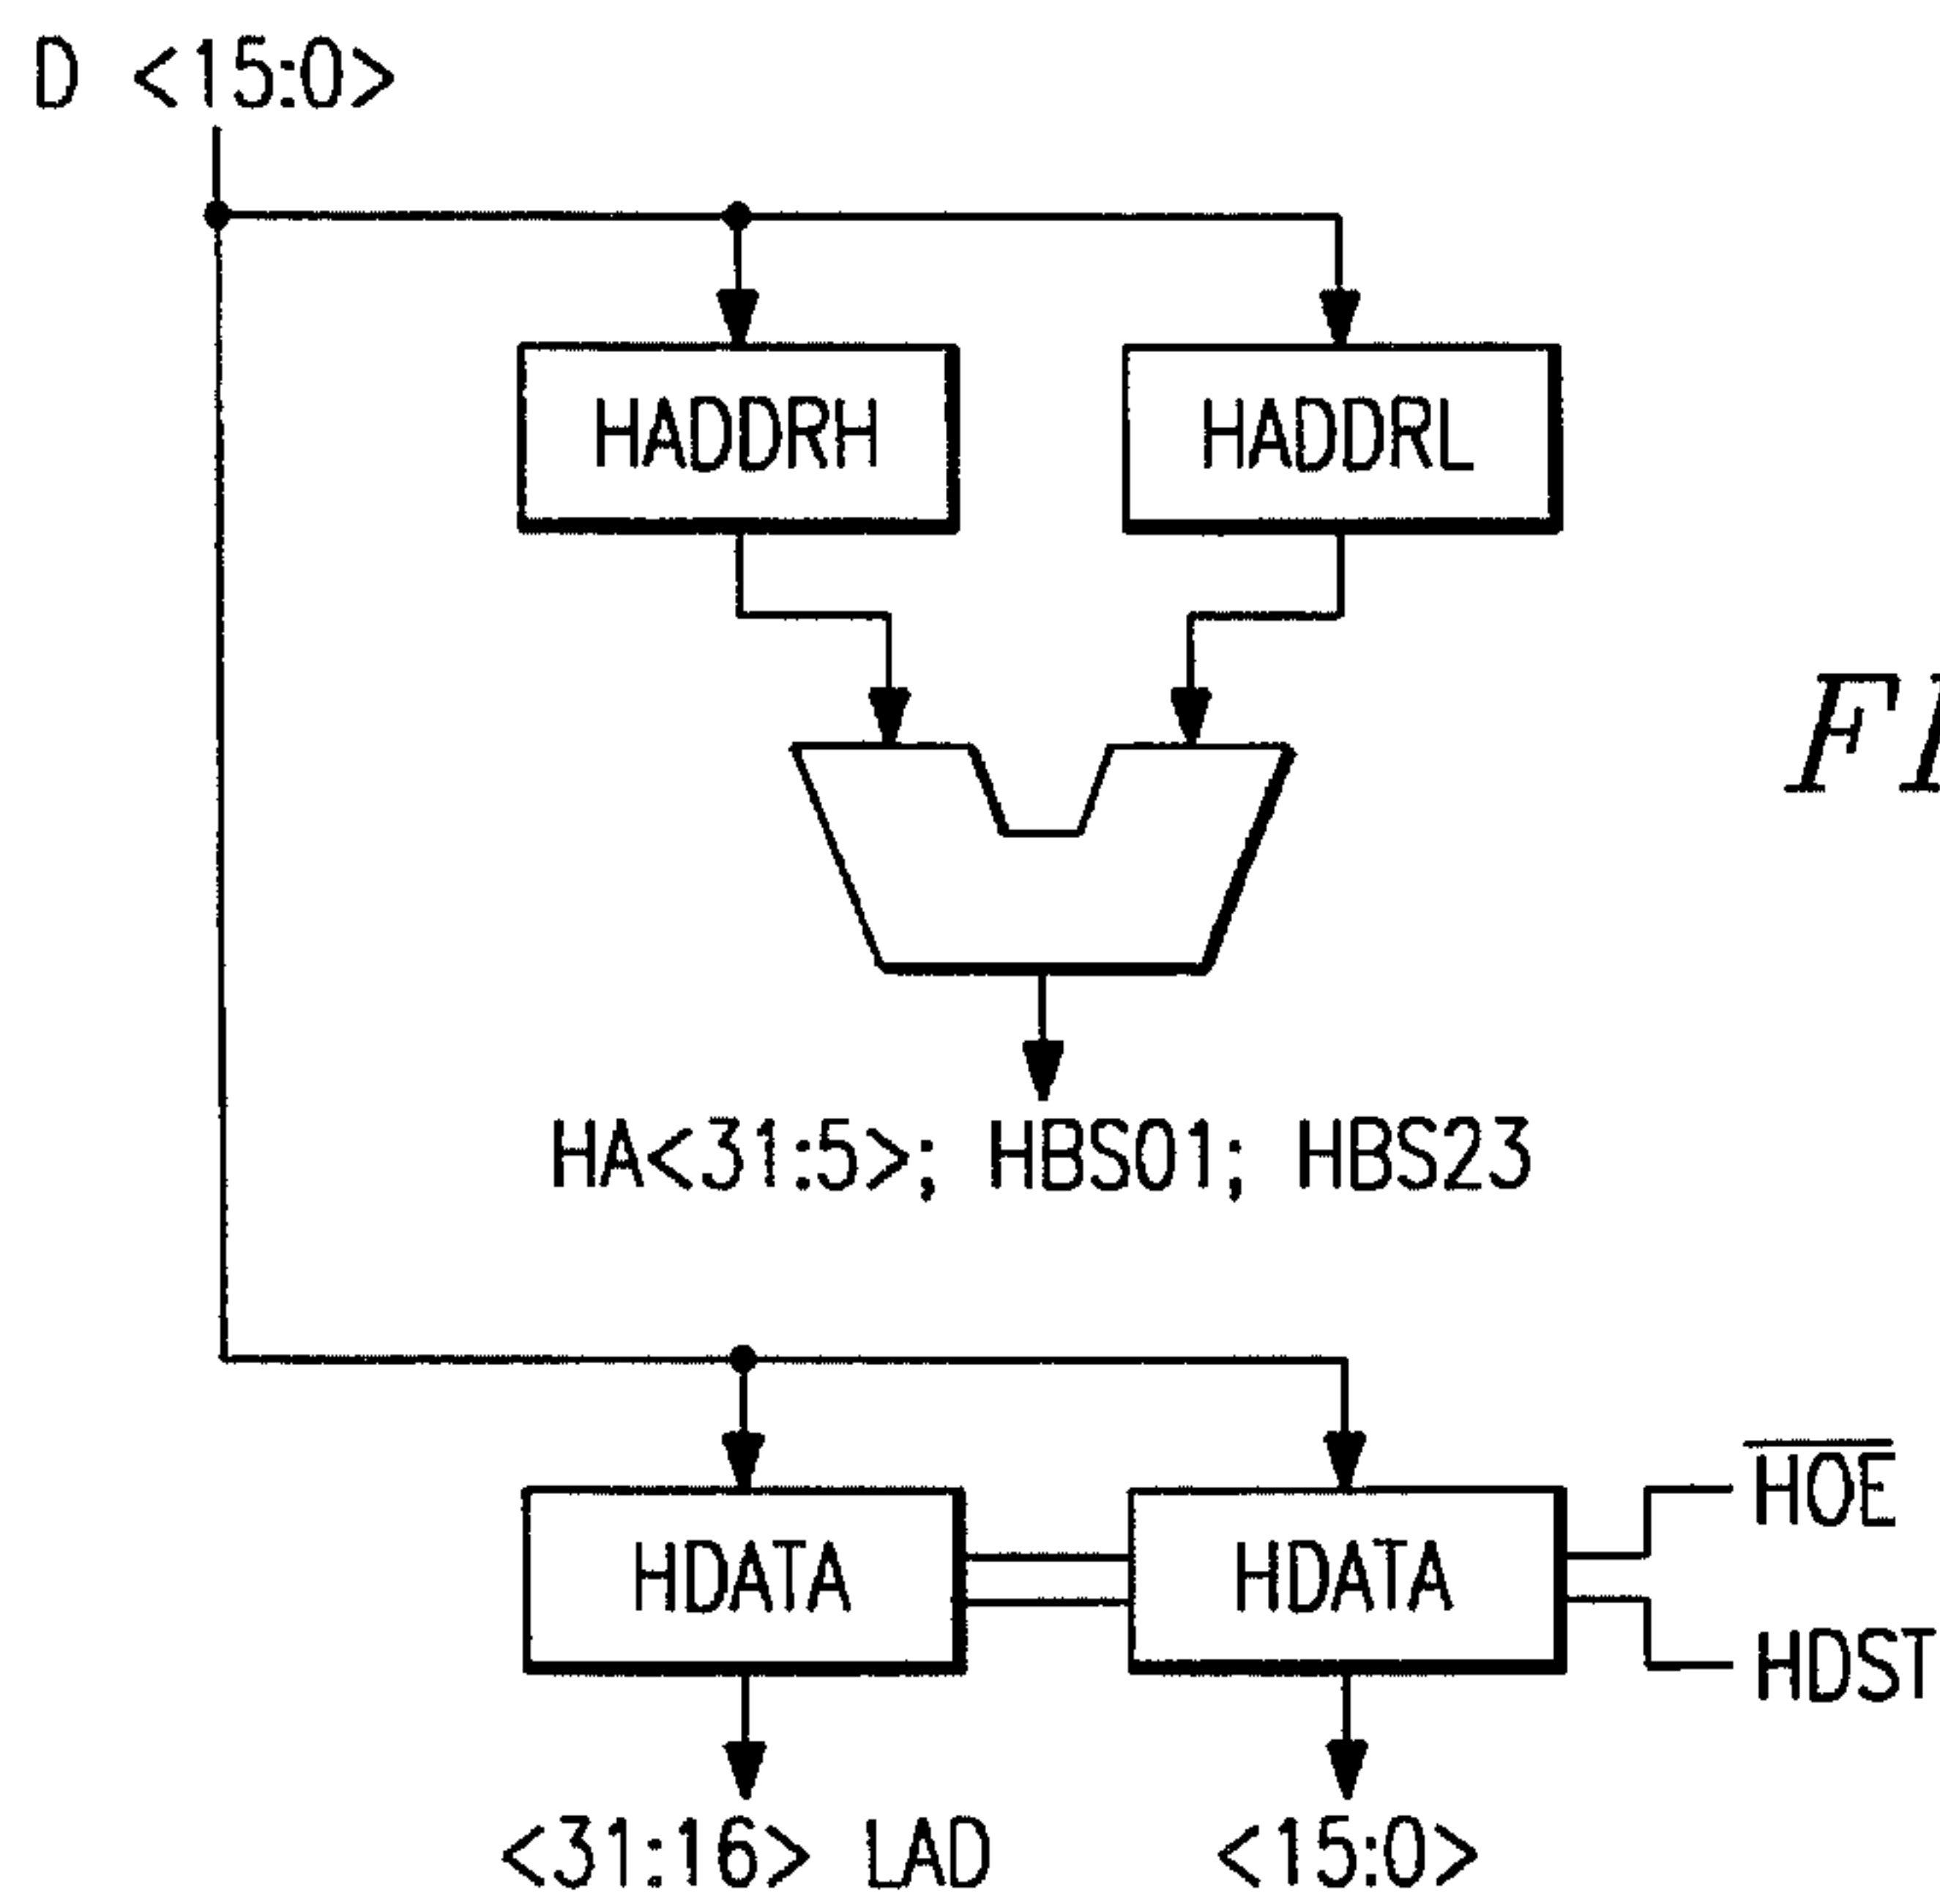 D <15:0>
HADDRH HADDRL
HA<31:5>; HBS01; HBS23
HOE
HDATA HDATA
HDST
<31:16> LAD <15:0>